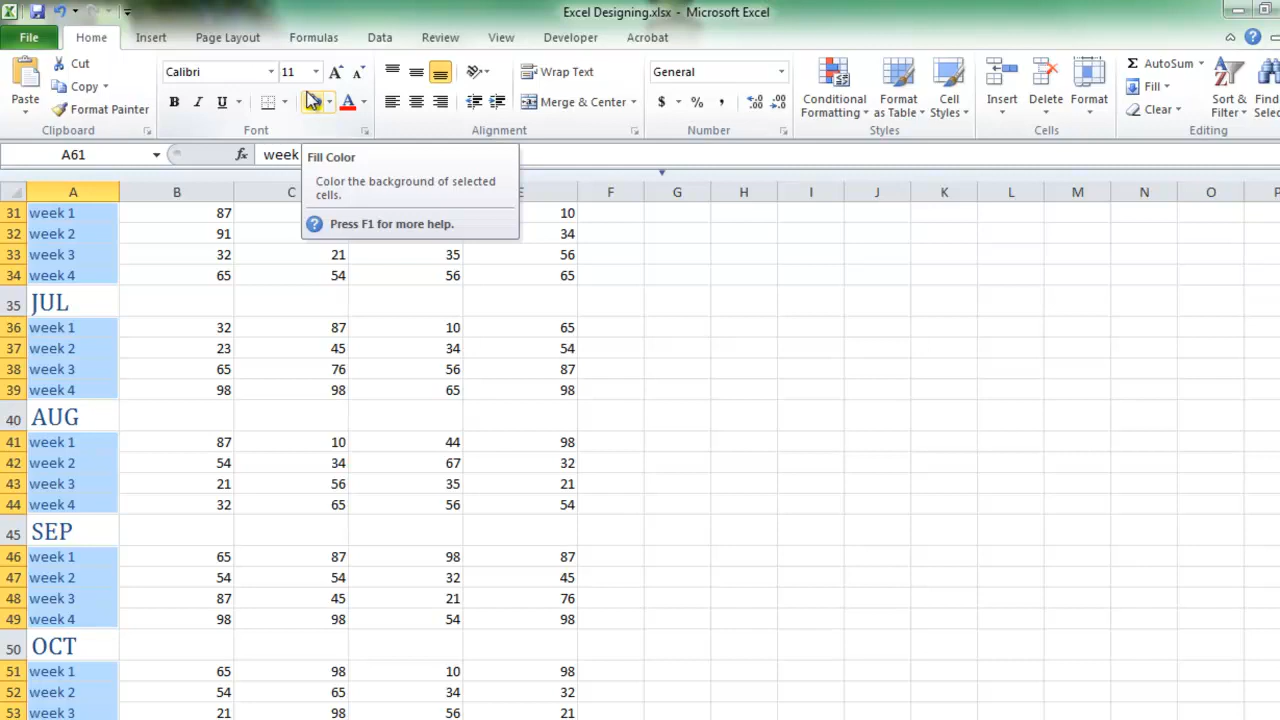 Excel Designing.xlsx - Microsoft Excel
File Home Insert Page Layout Formulas Data Review View Developer Acrobat
Paste Cut Calibri 11 A A Wrap Text General Conditional Formatting Format as Table Cell Styles Insert Delete Format Σ AutoSum Sort & Filter
Copy Fill
Format Painter B I U A Merge & Center $ % , .0 .00 .00 .0 Clear
Clipboard Font Alignment Number Styles Cells Editing
A61 fx week
Fill Color
Color the background of selected
cells.
Press F1 for more help.
A B C E F G H I J K L M N O P
31 week 1 87 10
32 week 2 91 34
33 week 3 32 21 35 56
34 week 4 65 54 56 65
35 JUL
36 week 1 32 87 10 65
37 week 2 23 45 34 54
38 week 3 65 76 56 87
39 week 4 98 98 65 98
40 AUG
41 week 1 87 10 44 98
42 week 2 54 34 67 32
43 week 3 21 56 35 21
44 week 4 32 65 56 54
45 SEP
46 week 1 65 87 98 87
47 week 2 54 54 32 45
48 week 3 87 45 21 76
49 week 4 98 98 54 98
50 OCT
51 week 1 65 98 10 98
52 week 2 54 65 34 32
53 week 3 21 98 56 21